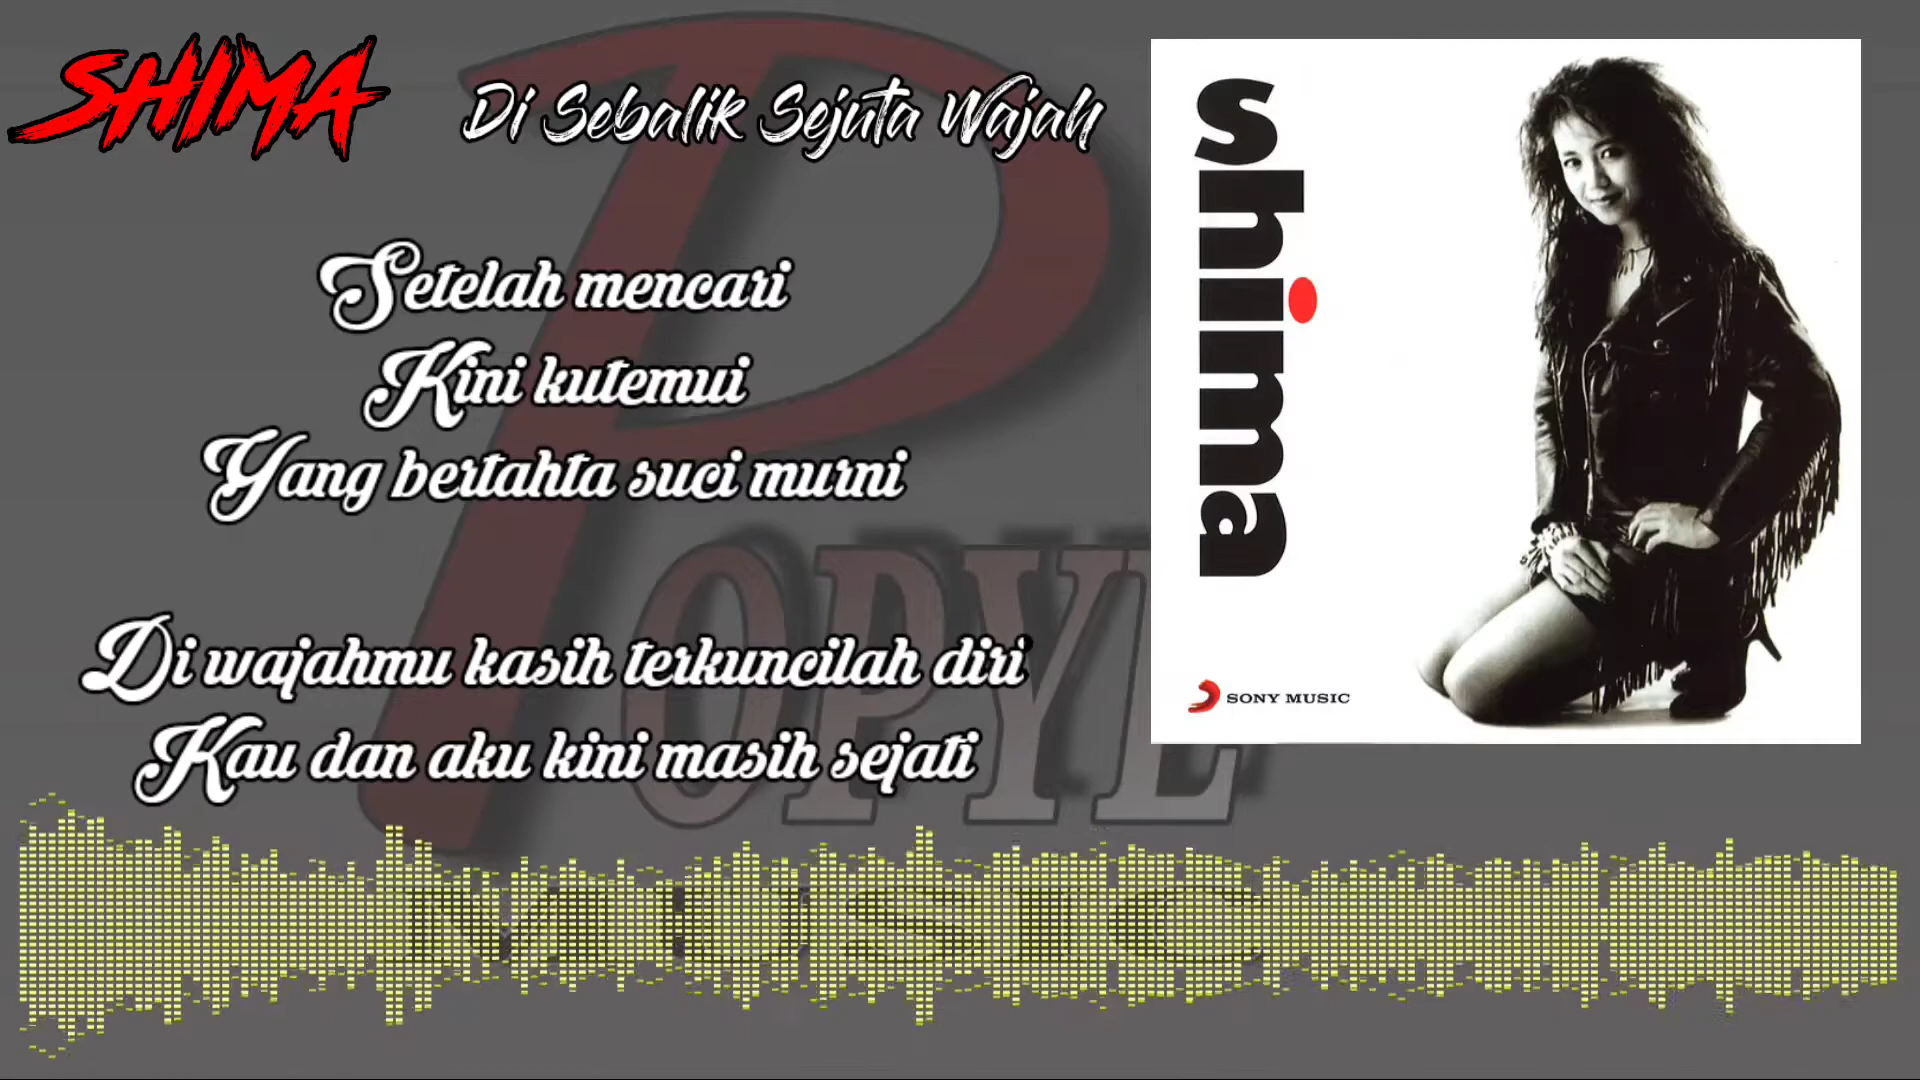 SHIMA
Di Sebalik Sejuta Wajah
Setelah mencari
Kini kutemui
Yang bertahta suci murni
Di wajahmu kasih terkuncilah diri
Kau dan aku kini masih sejati
shima
SONY MUSIC
POPYL
MUSIC